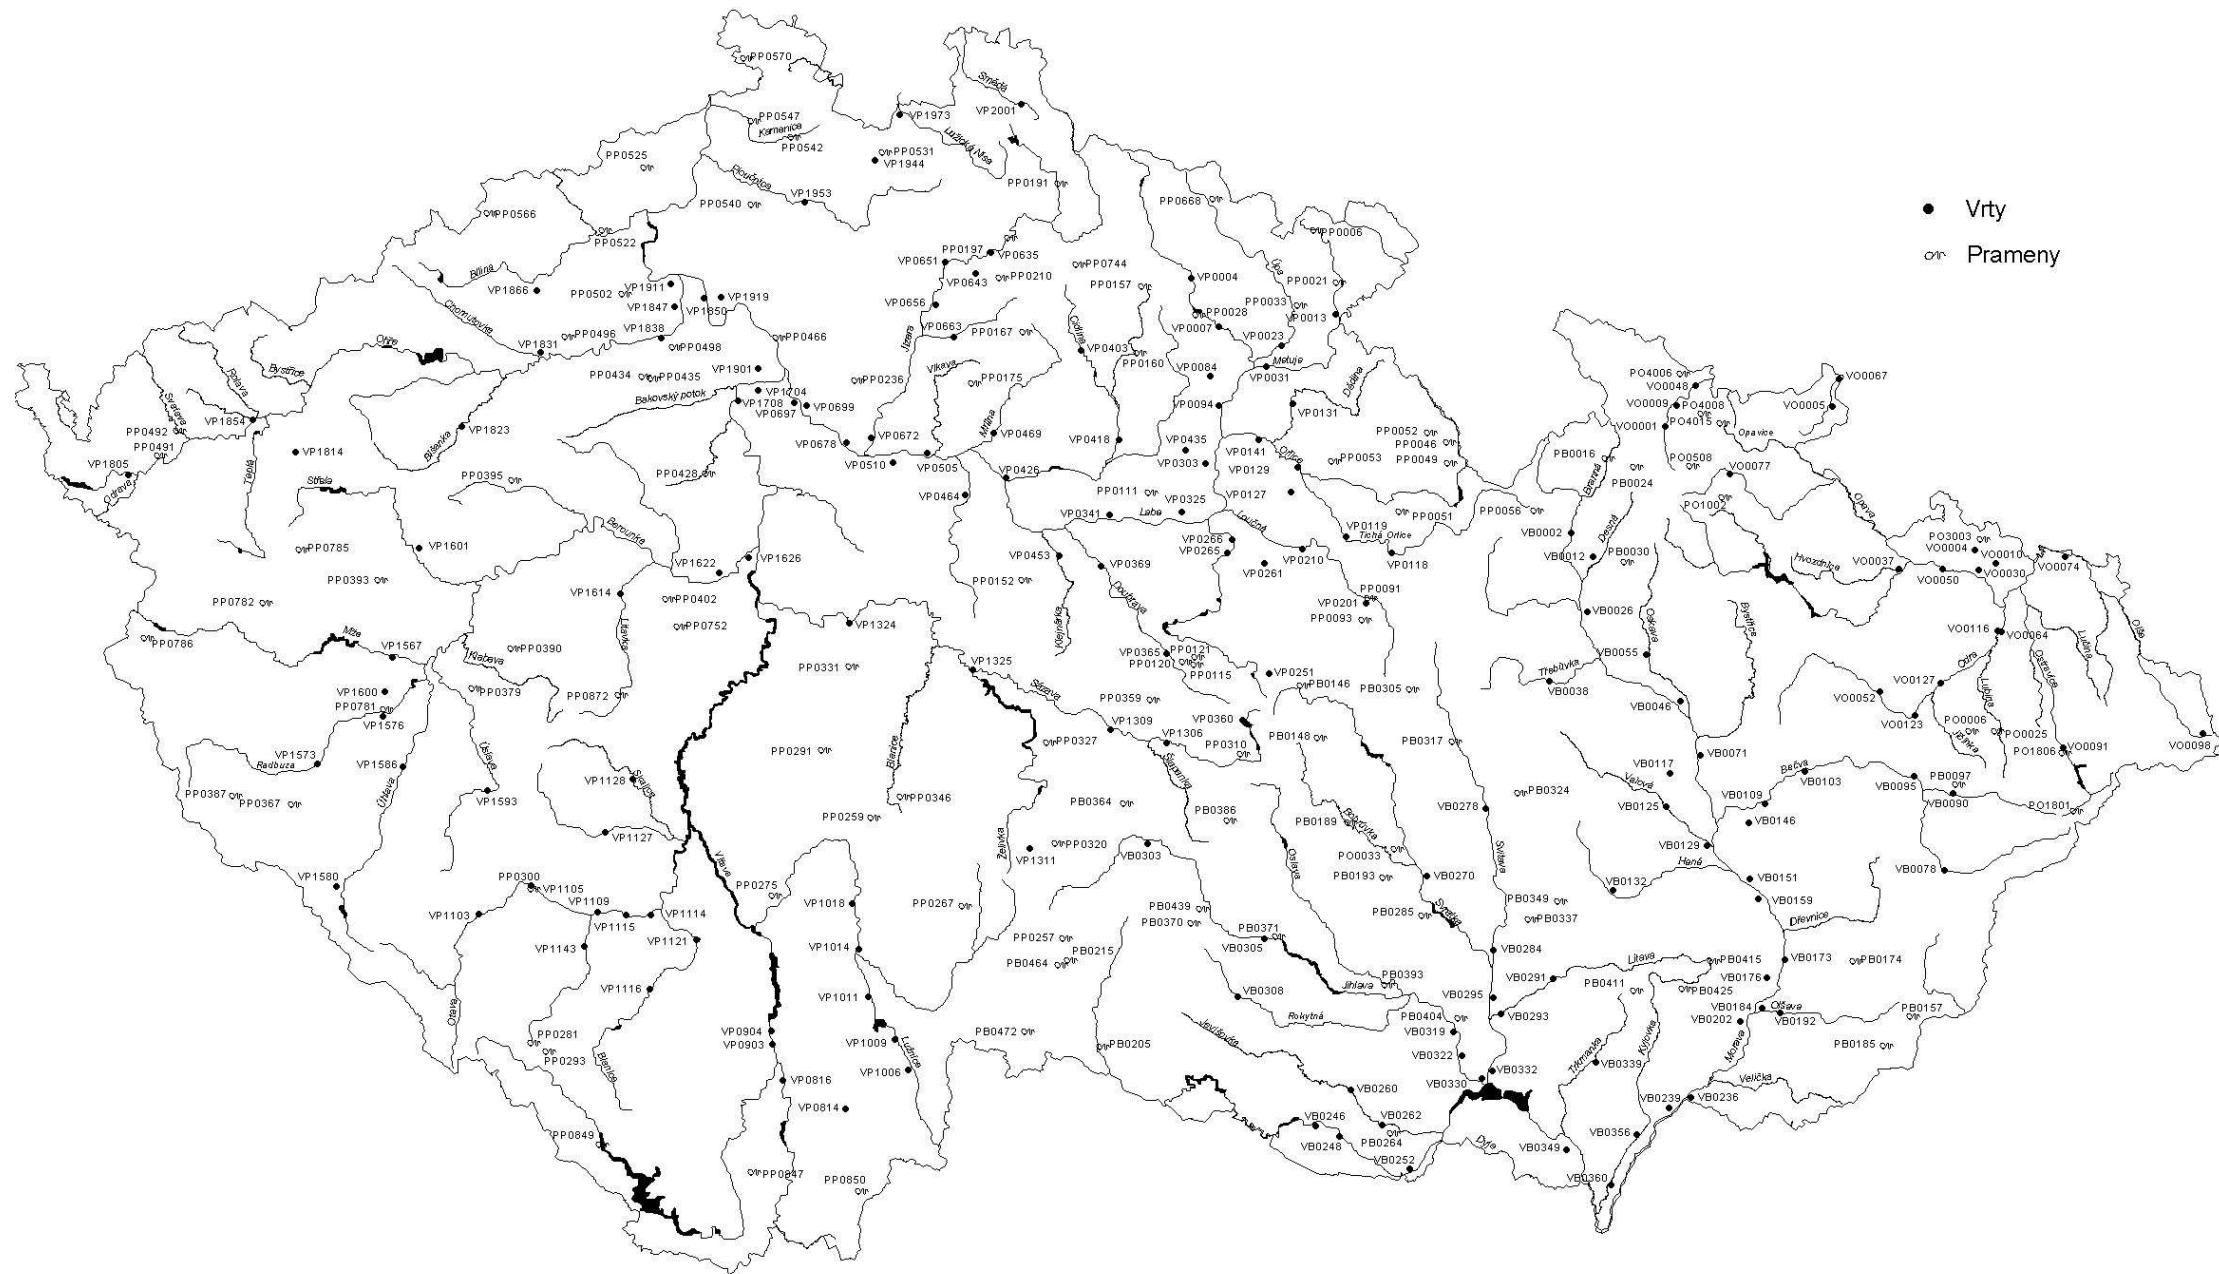 PP0570
Smědá
VP2001
VP1973
PP0547
Kamenice
PP0542
Lužická Nisa
PP0531
VP1944
PP0525
Ploučnice
VP1953
PP0191
PP0540
PP0668
PP0566
Vrty
PP0522
PP0006
Prameny
PP0197
VP0635
VP0651
PP0744
Úpa
Bílina
VP0643
PP0210
VP0004
PP0021
VP1866
PP0502
VP1911
PP0157
VP1919
VP1847
VP1850
VP0656
PP0033
Chomutovka
PP0028
VP0013
VP0007
VP1838
VP0663
PP0167
Cidlina
PP0496
PP0466
VP0023
Ohře
PP0498
Jizera
VP1831
VP0403
PP0160
Metuje
Bystřice
Rolava
Vlkava
VP0084
VP0031
Dědina
PO4006
VO0067
PP0434
PP0435
VP1901
PP0236
PP0175
VO0048
Svatava
Bakovský potok
VP1704
VP1708
VP0697
VP0699
VP0094
VP0131
VO0009
PO4008
VO0005
VP1854
PP0492
PP0491
Blšanka
VP1823
Mrlina
VP0469
VP0418
VP0435
PP0052
PP0046
VO0001
PO4015
Opavice
VP0678
VP0672
VP0141
Orlice
VP1814
VP0510
VP0505
VP0303
VP0129
PP0053
PP0049
PB0016
PO0508
VP1805
Teplá
Odrava
VO0077
PP0428
VP0426
PP0395
Střela
PB0024
Branná
VP0464
PP0111
VP0127
PO1002
Opava
VP0325
VP0341
Laba
Loučná
PP0051
PP0056
Berounka
VP0119
Tichá Orlice
VB0002
Desná
PO3003
VP0266
VP0265
VP0210
VP0118
VO0004
PP0785
VP1601
VP0453
VB0012
PB0030
VO0010
Hvozdnice
VO0037
VO0074
VP1626
VP1622
VP0261
VO0050
VO0030
VP0369
PP0393
PP0152
VP1614
PP0402
Doubrava
PP0091
VP0201
PP0782
PP0093
VB0026
Bystřice
PP0752
VP1324
Oskava
Mže
Litavka
Klejnárka
VO0116
VO0064
Olše
PP0786
VP1567
Klabava
PP0390
VP0365
PP0121
PP0120
VB0055
Lučina
PP0331
VP1325
Třebůvka
Odra
Ostravice
VP1600
PP0379
PP0872
PP0115
VP0251
PB0146
PB0305
VB0038
VO0127
Lubina
PP0781
VP1576
Sázava
PP0359
VB0046
VO0052
VP1309
VP0360
VO0123
PO0006
PO0025
VP1573
Radbuza
Úslava
PP0291
Blanice
PP0327
VP1306
PP0310
PB0148
PB0317
Jičínka
PO1806
VO0091
VO0098
VP1586
Úhlava
VP1128
Skalice
Šlapanka
VB0071
VB0117
Bečva
VB0103
Valová
VB0095
PB0097
PP0387
PP0367
VP1593
PP0346
PB0364
PB0386
VB0278
PB0324
VB0125
VB0109
VB0090
PO1801
PP0259
PB0189
Bobrůvka
VB0146
VP1127
Želivka
PP0320
VB0303
VP1311
Oslava
PO0033
Svitava
VB0129
Haná
Vltava
VB0078
VP1580
PP0300
VP1105
PP0275
PB0193
VB0270
VB0132
VB0151
VP1103
VP1109
VP1115
VP1114
VP1018
PP0267
PB0439
PB0370
PB0285
Svratka
PB0349
PB0337
VB0159
Dřevnice
VP1143
VP1121
VP1014
PP0257
PB0215
PB0464
PB0371
VB0305
VB0284
Litava
PB0415
VB0173
PB0174
PB0393
Jihlava
VB0291
VB0176
PB0411
PB0425
VP1116
VP1011
VB0308
VB0295
VB0184
Olšava
Otava
Rokytná
PB0404
VB0293
VB0202
VB0192
PB0157
Jevišovka
VP0904
VP0903
PP0281
PP0293
VP1009
Lužnice
PB0472
VB0319
Kyjovka
Morava
PB0205
PB0185
Blanice
VP1006
VB0322
Trkmanka
VB0339
VP0816
VB0330
VB0332
Velička
VP0814
VB0260
VB0239
VB0236
VB0246
VB0262
PP0849
VB0248
PB0264
Dyje
VB0349
VB0356
VB0252
PP0847
PP0850
VB0360